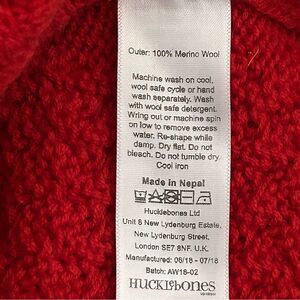 Outer: 100% Merino Wool
Machine wash on cool,
wool safe cycle or hand
wash separately. Wash
with wool safe detergent.
Wring out or machine spin
on low to remove excess
water. Re-shape while
damp. Dry flat. Do not
bleach. Do not tumble dry.
Cool iron
Made in Nepal
Hucklebones Ltd
Unit 8 New Lydenburg Estate,
New Lydenburg Street,
London SE7 8NF. U.K.
Manufactured: 06/18 - 07/18
Batch: AW18-02
HUCKLEBONES
LONDON